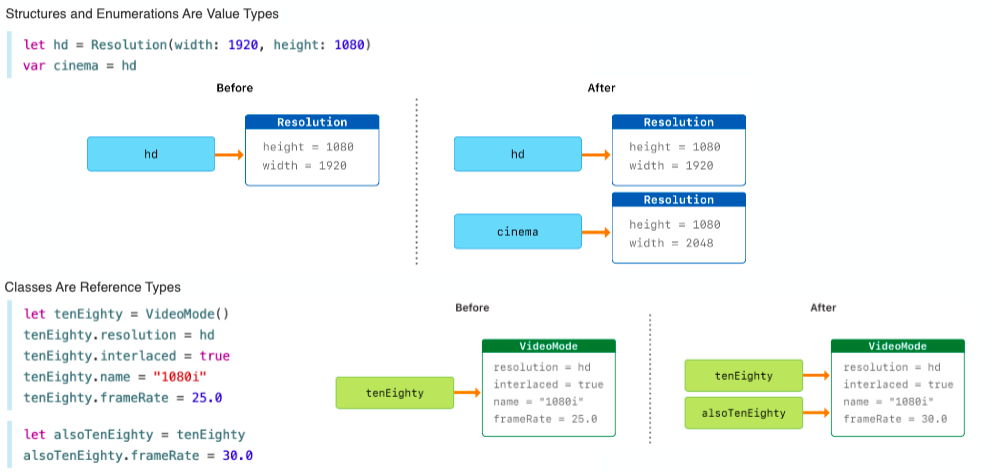 Structures and Enumerations Are Value Types
let hd = Resolution(width: 1920, height: 1080)
var cinema = hd
Before
After
hd
Resolution
height = 1080
width = 1920
hd
Resolution
height = 1080
width = 1920
cinema
Resolution
height = 1080
width = 2048
Classes Are Reference Types
let tenEighty = VideoMode()
tenEighty.resolution = hd
tenEighty.interlaced = true
tenEighty.name = "1080i"
tenEighty.frameRate = 25.0
let alsoTenEighty = tenEighty
alsoTenEighty.frameRate = 30.0
Before
After
tenEighty
VideoMode
resolution = hd
interlaced = true
name = "1080i"
frameRate = 25.0
tenEighty
alsoTenEighty
VideoMode
resolution = hd
interlaced = true
name = "1080i"
frameRate = 30.0